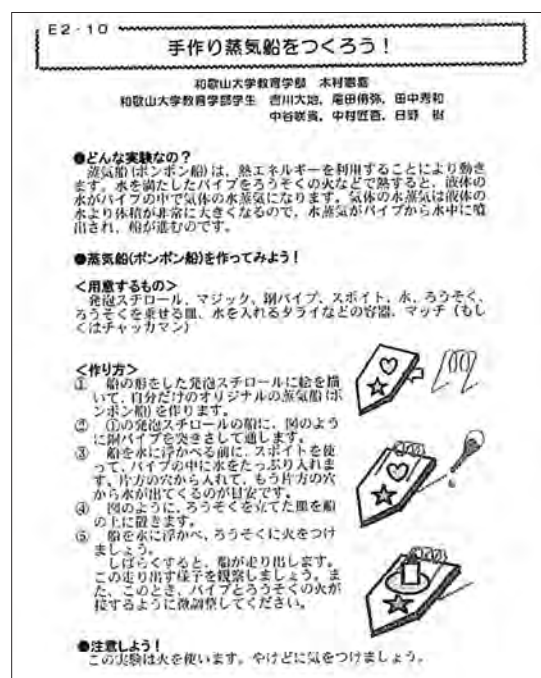 E2-10
手作り蒸気船をつくろう!
和歌山大学教育学部 木村憲喜
和歌山大学教育学部学生 吉川大地, 尾田侑弥, 田中秀和
中谷咲貴, 中村匠吾, 日野 樹
●どんな実験なの?
蒸気船(ポンポン船)は、熱エネルギーを利用することにより動き
ます。水を満たしたパイプをろうそくの火などで熱すると、液体の
水がパイプの中で気体の水蒸気になります。気体の水蒸気は液体の
水より体積が非常に大きくなるので、水蒸気がパイプから水中に噴
出され、船が進むのです。
●蒸気船(ポンポン船)を作ってみよう!
<用意するもの>
発泡スチロール、マジック、銅パイプ、スポイト、水、ろうそく、
ろうそくを乗せる皿、水を入れるタライなどの容器、マッチ(もし
くはチャッカマン)
<作り方>
① 船の形をした発泡スチロールに絵を描
いて、自分だけのオリジナルの蒸気船(ポ
ンポン船)を作ります。
② ①の発泡スチロールの船に、図のよう
に銅パイプを突きさして通します。
③ 船を水に浮かべる前に、スポイトを使
って、パイプの中に水をたっぷり入れま
す。片方の穴から入れて、もう片方の穴
から水が出てくるのが目安です。
④ 図のように、ろうそくを立てた皿を船
の上に置きます。
⑤ 船を水に浮かべ、ろうそくに火をつけ
ましょう。
しばらくすると、船が走り出します。
この走り出す様子を観察しましょう。ま
た、このとき、パイプとろうそくの火が
接するように微調整してください。
●注意しよう!
この実験は火を使います。やけどに気をつけましょう。